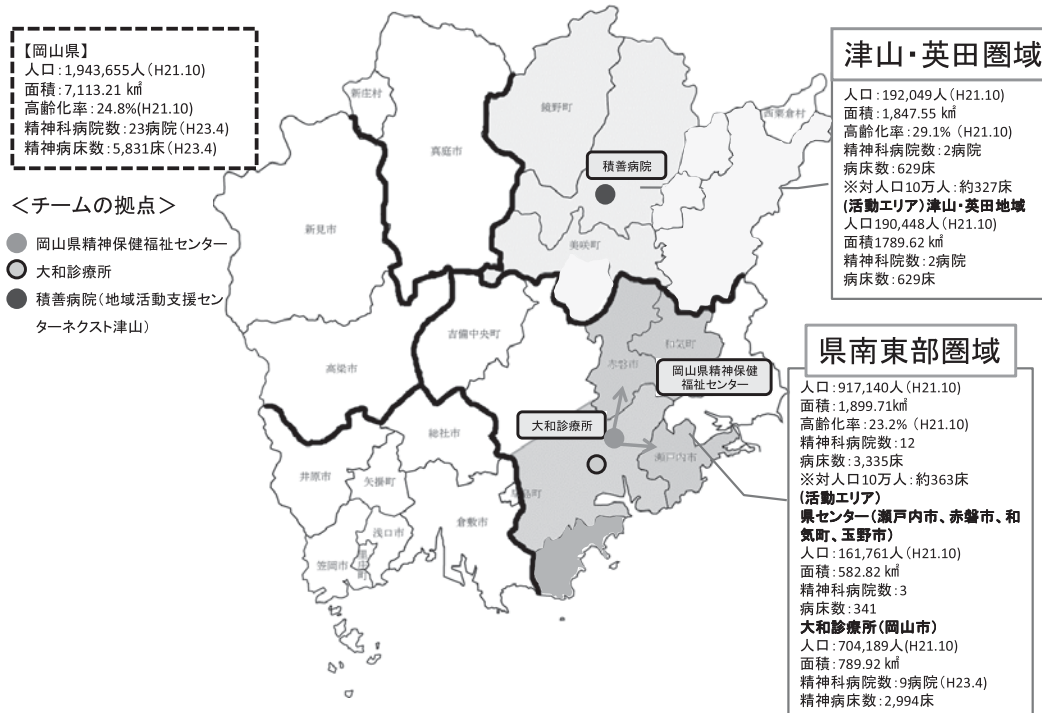 【岡山県】
人口：1,943,655人（H21.10）
面積：7,113.21 ㎢
高齢化率：24.8%(H21.10)
精神科病院数：23病院（H23.4）
精神病床数：5,831床（H23.4）
＜チームの拠点＞
岡山県精神保健福祉センター
大和診療所
積善病院（地域活動支援セン
ターネクスト津山）
新庄村
真庭市
鏡野町
西粟倉村
積善病院
新見市
美咲町
吉備中央町
高梁市
赤磐市
和気町
岡山県精神保健
福祉センター
大和診療所
総社市
瀬戸内市
井原市
矢掛町
早島町
倉敷市
浅口市
笠岡市
里庄町
津山・英田圏域
人口：192,049人（H21.10）
面積：1,847.55 ㎢
高齢化率：29.1% （H21.10）
精神科病院数：2病院
病床数：629床
※対人口10万人：約327床
(活動エリア)津山・英田地域
人口190,448人（H21.10）
面積1789.62 ㎢
精神科院数：2病院
病床数：629床
県南東部圏域
人口：917,140人（H21.10）
面積：1,899.71㎢
高齢化率：23.2% （H21.10）
精神科病院数：12
病床数：3,335床
※対人口10万人：約363床
(活動エリア)
県センター（瀬戸内市、赤磐市、和
気町、玉野市）
人口：161,761人（H21.10）
面積：582.82 ㎢
精神科病院数：3
病床数：341
大和診療所（岡山市）
人口：704,189人(H21.10）
面積：789.92 ㎢
精神科病院数：9病院（H23.4）
精神病床数：2,994床